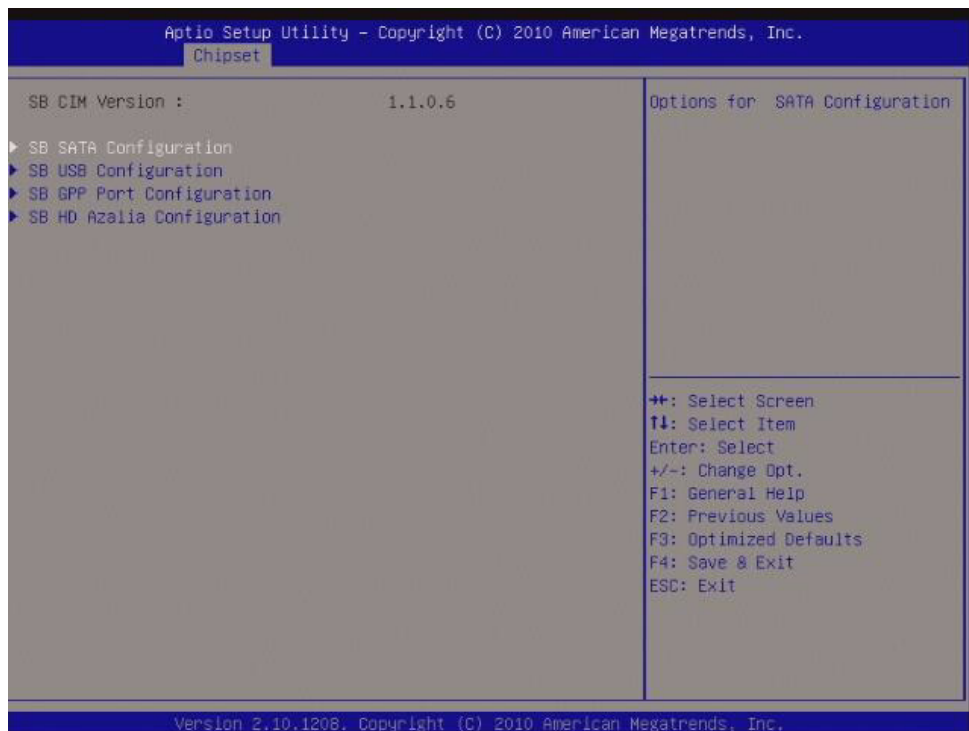 Aptio Setup Utility – Copyright (C) 2010 American Megatrends, Inc.
Chipset
SB CIM Version : 1.1.0.6
▶ SB SATA Configuration
▶ SB USB Configuration
▶ SB GPP Port Configuration
▶ SB HD Azalia Configuration
Options for SATA Configuration
→←: Select Screen
↑↓: Select Item
Enter: Select
+/-: Change Opt.
F1: General Help
F2: Previous Values
F3: Optimized Defaults
F4: Save & Exit
ESC: Exit
Version 2.10.1208. Copyright (C) 2010 American Megatrends, Inc.